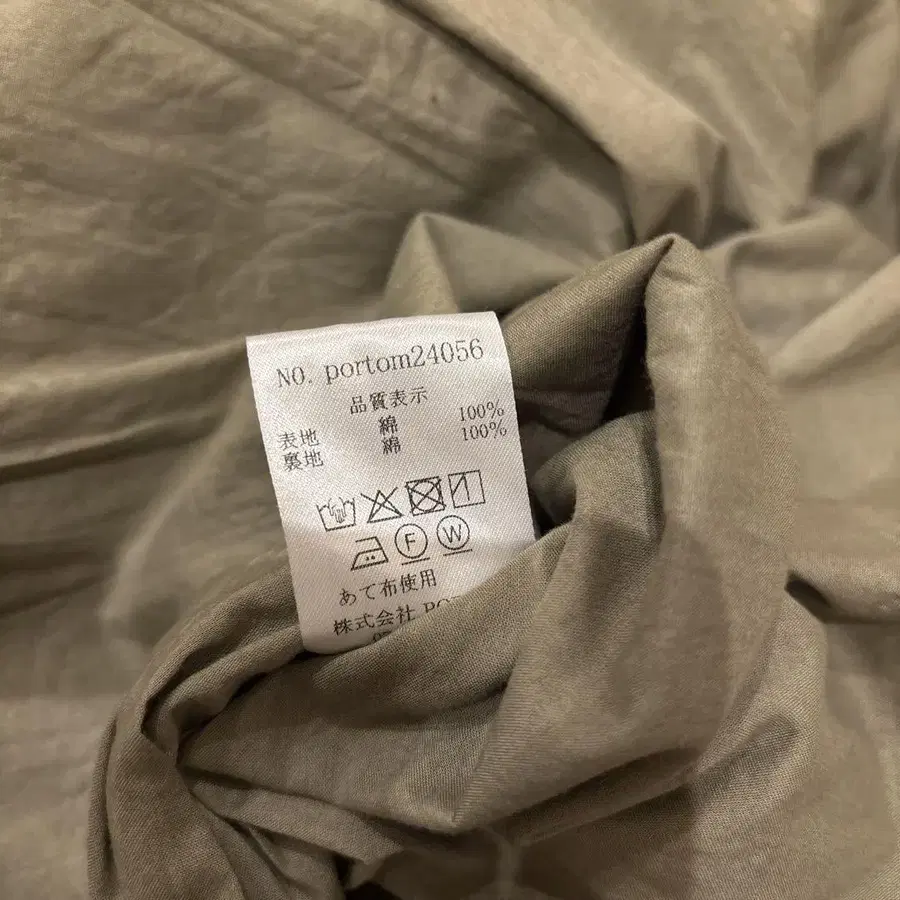 NO. portom24056
品質表示
表地 綿 100%
裏地 綿 100%
F W
あて布使用
株式会社